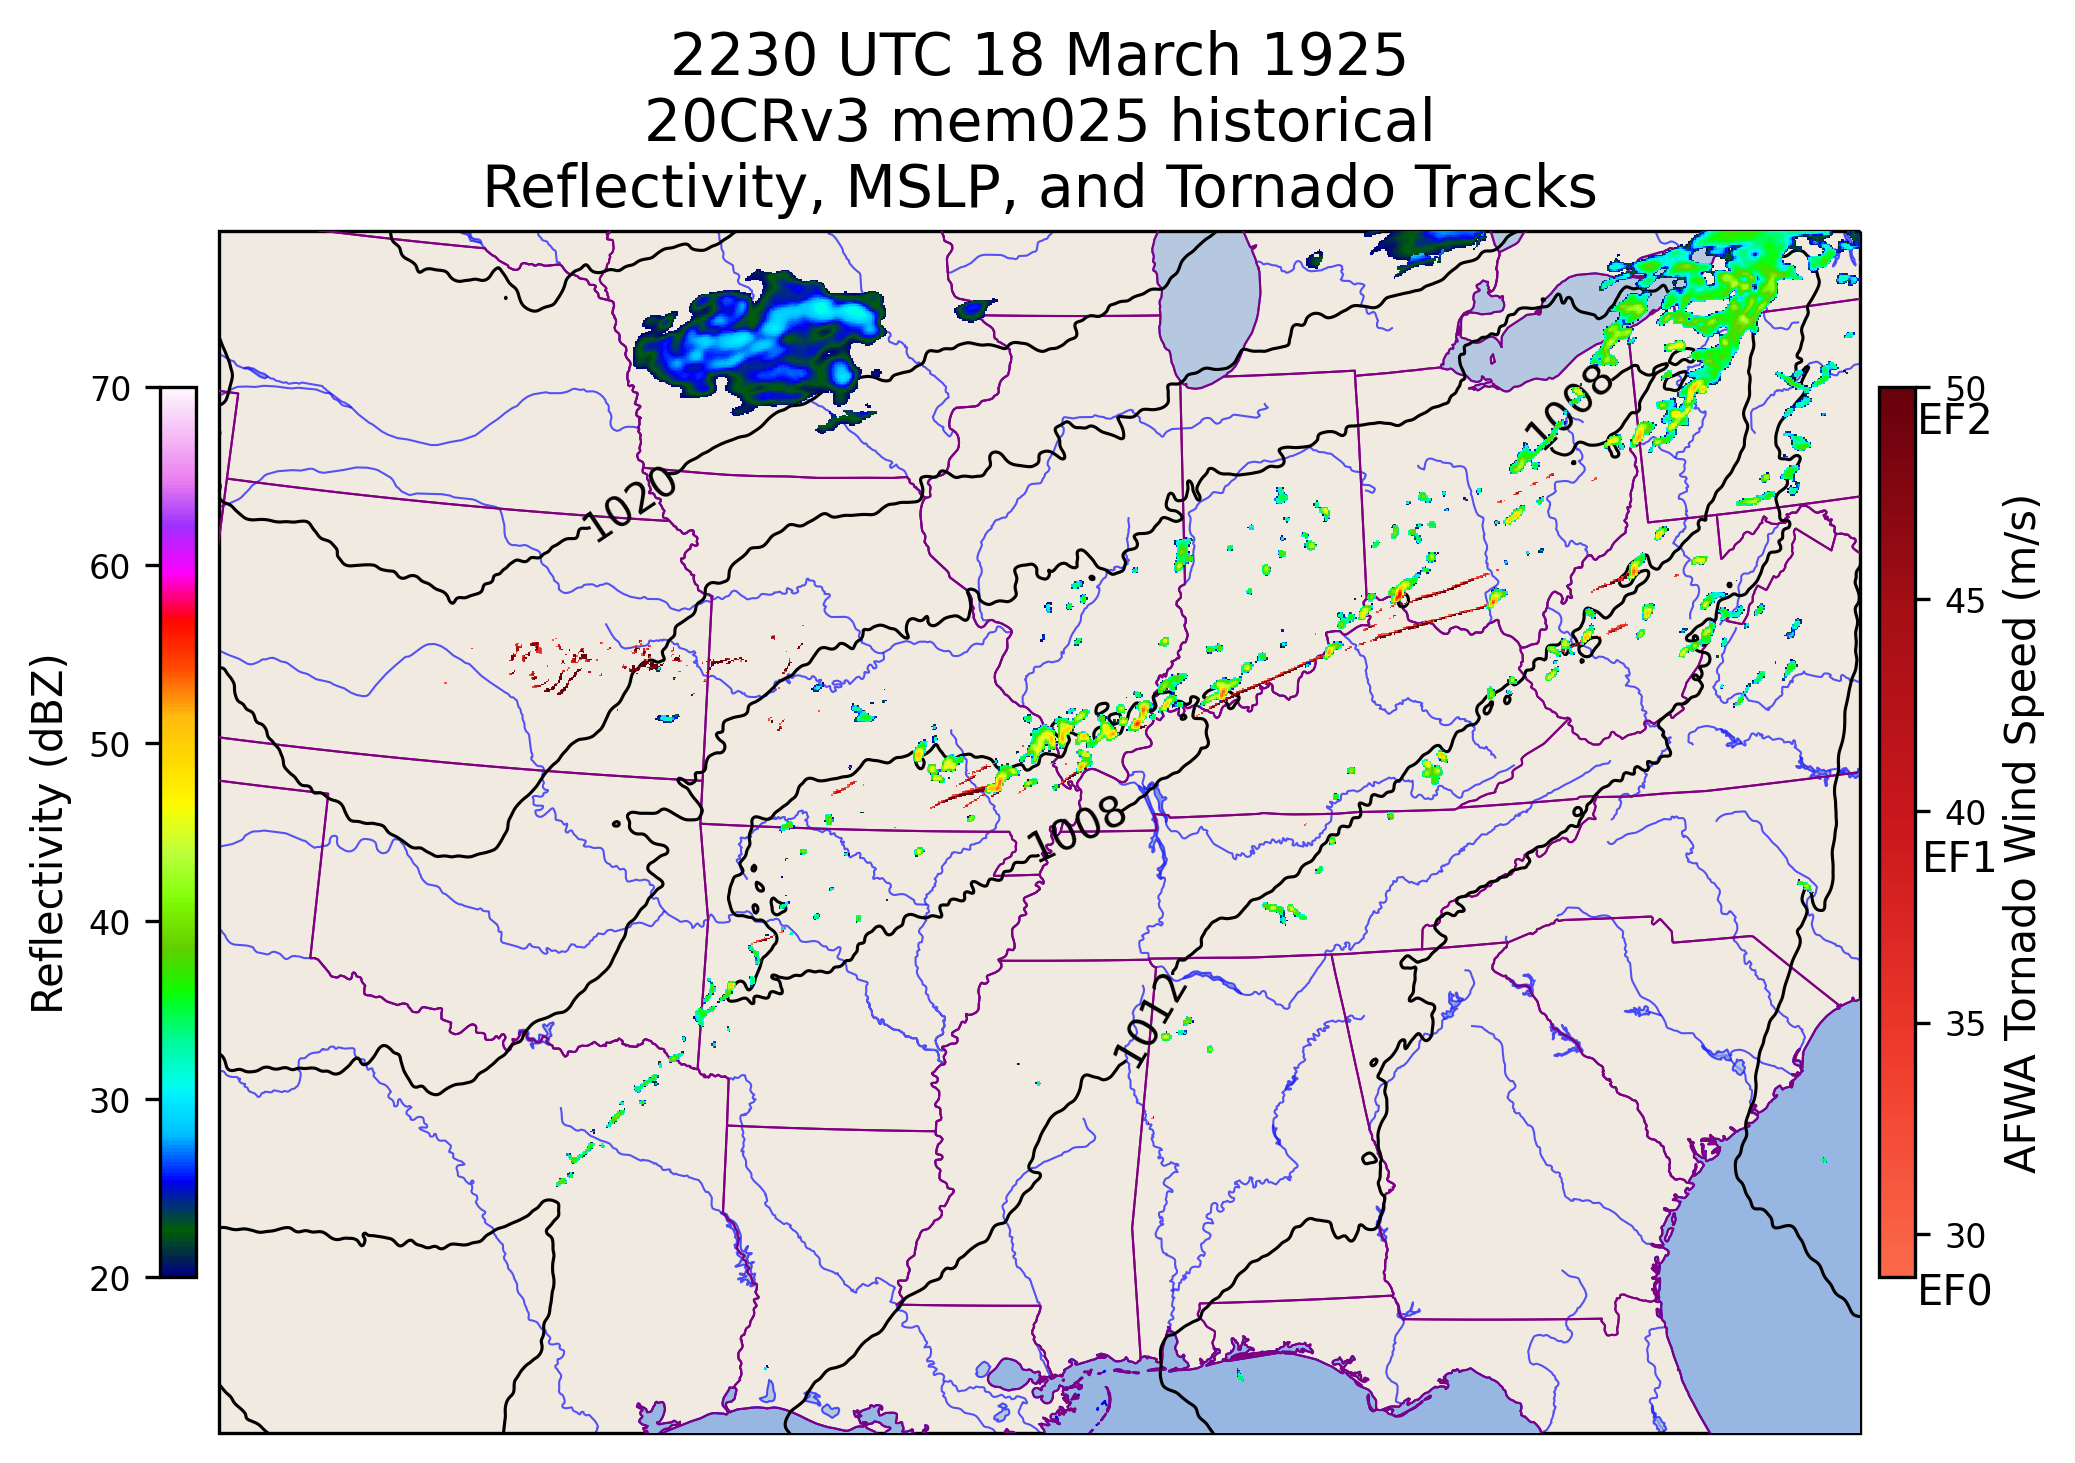 2230 UTC 18 March 1925
20CRv3 mem025 historical
Reflectivity, MSLP, and Tornado Tracks
70
60
50
40
30
20
Reflectivity (dBZ)
1020
1008
1008
1012
50
EF2
45
40
EF1
35
30
EF0
AFWA Tornado Wind Speed (m/s)